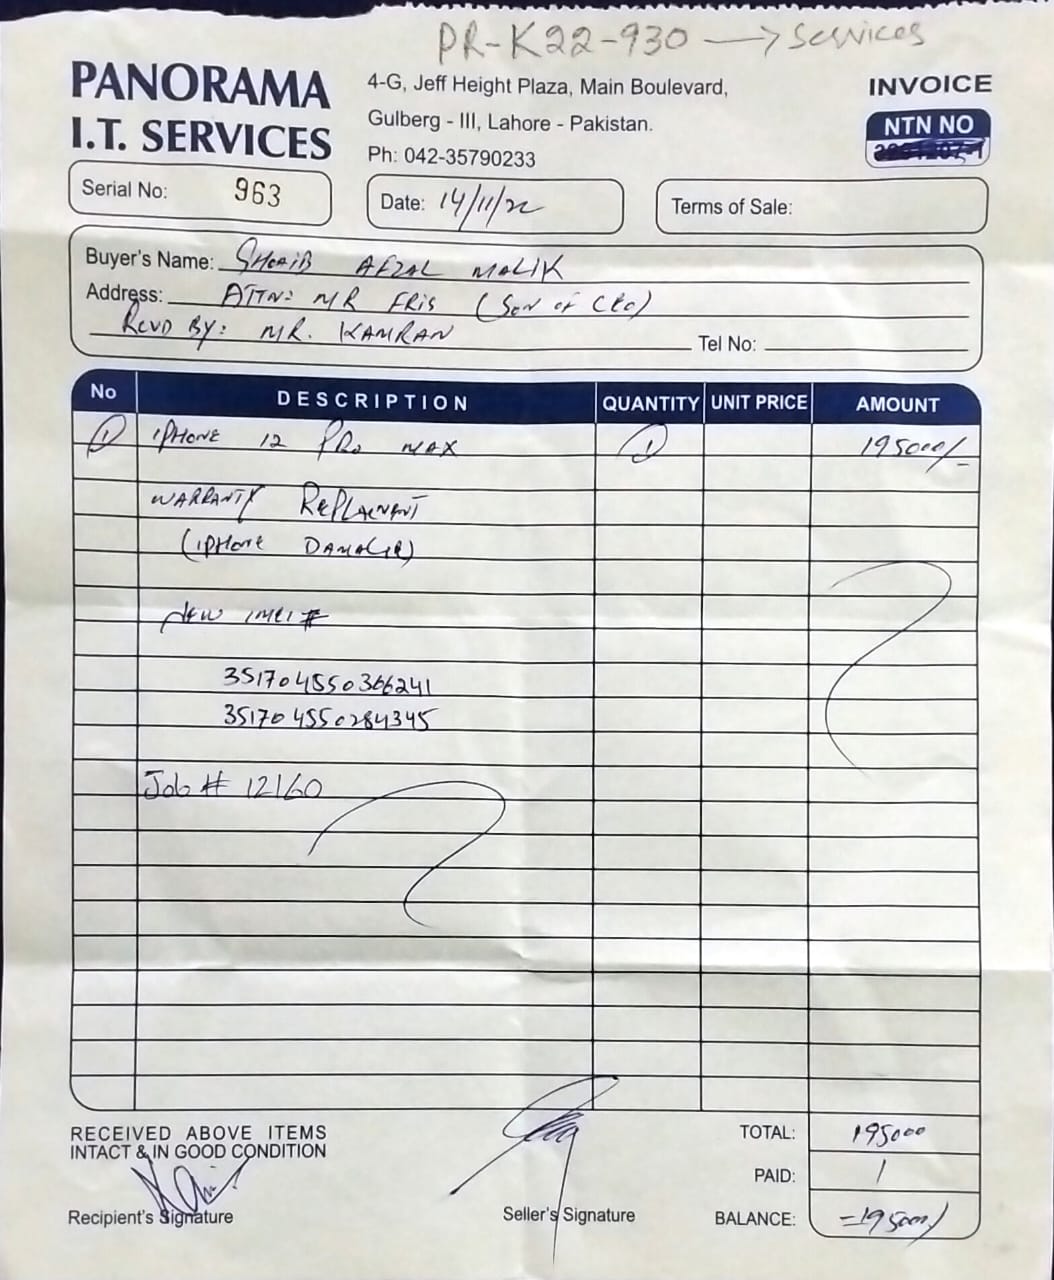 PR-K22-930 → Services
PANORAMA
I.T. SERVICES
4-G, Jeff Height Plaza, Main Boulevard,
Gulberg - III, Lahore - Pakistan.
Ph: 042-35790233
INVOICE
NTN NO
Serial No: 963
Date: 14/11/22
Terms of Sale:
Buyer's Name: SHOAIB AFZAL MALIK
Address: ATTN: MR FRIS (Son of CEO)
RCVD BY: MR. KAMRAN
Tel No:
No DESCRIPTION QUANTITY UNIT PRICE AMOUNT
1 IPHONE 12 PRO MAX 1 195000/-
WARRANTY REPLACMENT
(IPHONE DAMAGE)
NEW IMEI #
351704550366241
351704550284345
Job # 12160
RECEIVED ABOVE ITEMS
INTACT & IN GOOD CONDITION
Recipient's Signature
Seller's Signature
TOTAL: 195000
PAID: /
BALANCE: =195000/